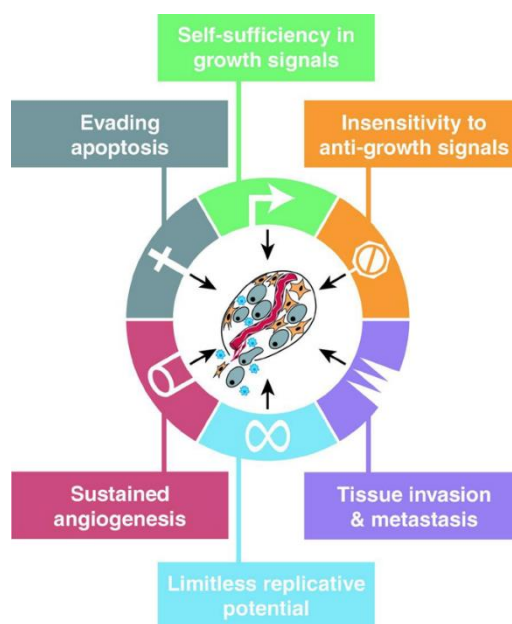 Self-sufficiency in
growth signals
Evading
apoptosis
Insensitivity to
anti-growth signals
Sustained
angiogenesis
Tissue invasion
& metastasis
Limitless replicative
potential